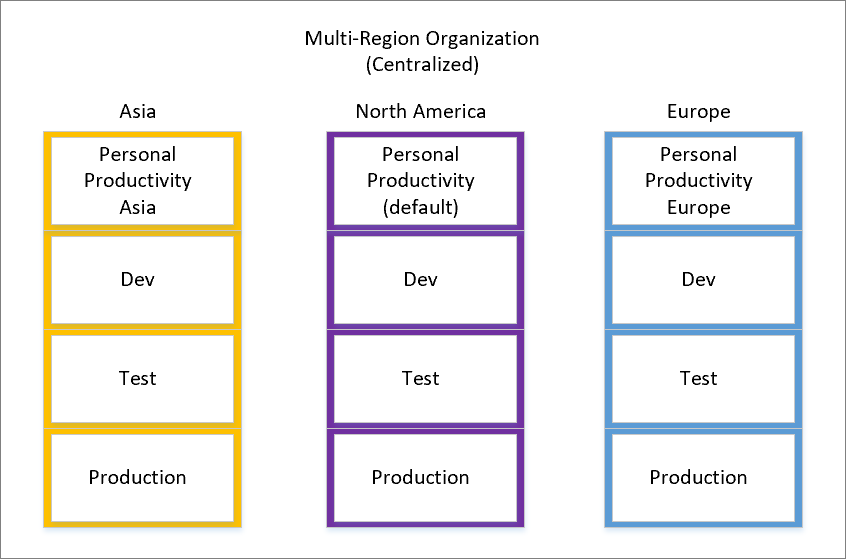 Multi-Region Organization
(Centralized)
Asia
North America
Europe
Personal
Productivity
Asia
Personal
Productivity
(default)
Personal
Productivity
Europe
Dev
Dev
Dev
Test
Test
Test
Production
Production
Production